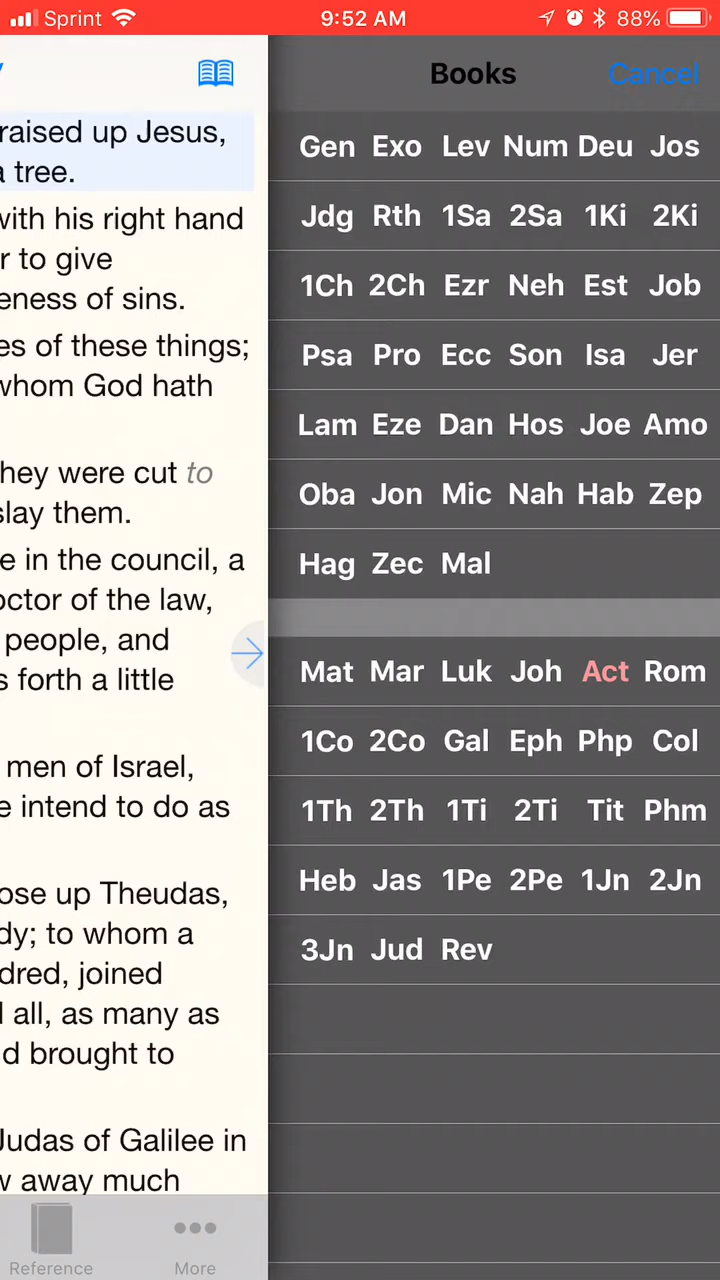 Sprint 9:52 AM 88%
raised up Jesus,
a tree.
with his right hand
r to give
eness of sins.
es of these things;
whom God hath
hey were cut to
slay them.
e in the council, a
octor of the law,
people, and
s forth a little
men of Israel,
e intend to do as
ose up Theudas,
dy; to whom a
dred, joined
l all, as many as
d brought to
Judas of Galilee in
w away much
Reference More
Books Cancel
Gen Exo Lev Num Deu Jos
Jdg Rth 1Sa 2Sa 1Ki 2Ki
1Ch 2Ch Ezr Neh Est Job
Psa Pro Ecc Son Isa Jer
Lam Eze Dan Hos Joe Amo
Oba Jon Mic Nah Hab Zep
Hag Zec Mal
Mat Mar Luk Joh Act Rom
1Co 2Co Gal Eph Php Col
1Th 2Th 1Ti 2Ti Tit Phm
Heb Jas 1Pe 2Pe 1Jn 2Jn
3Jn Jud Rev